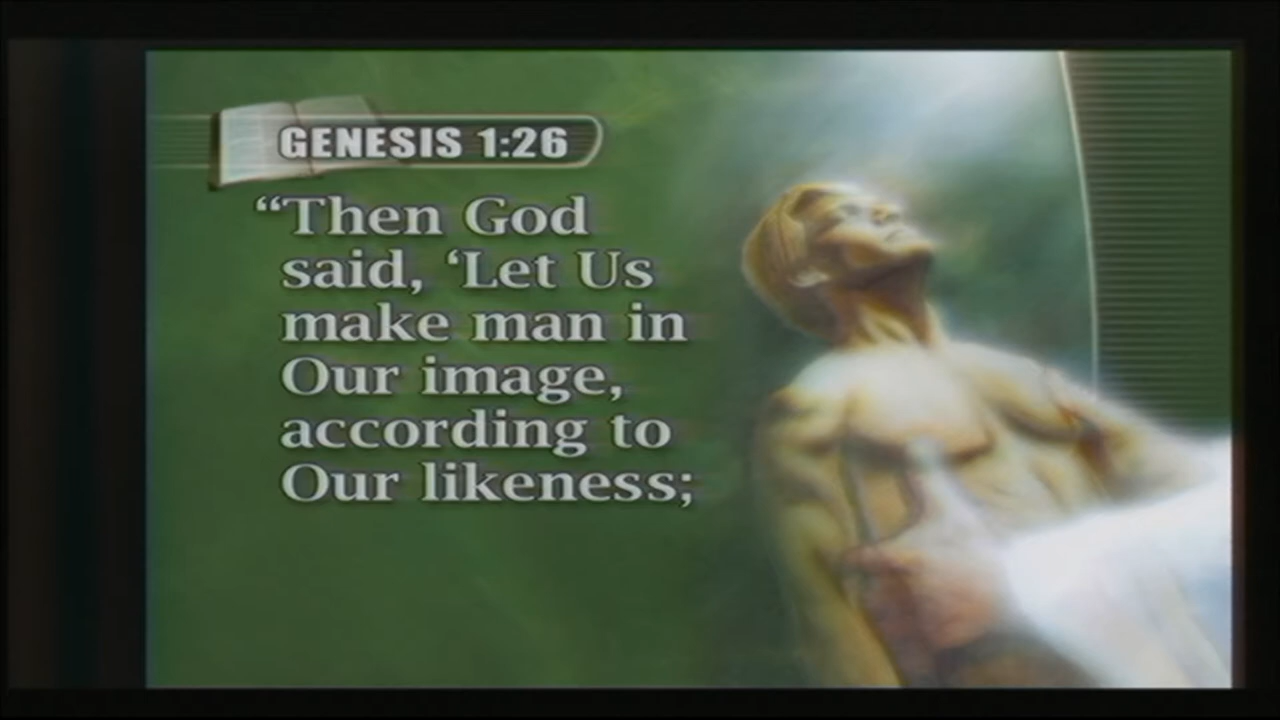 GENESIS 1:26
“Then God
said, ‘Let Us
make man in
Our image,
according to
Our likeness;